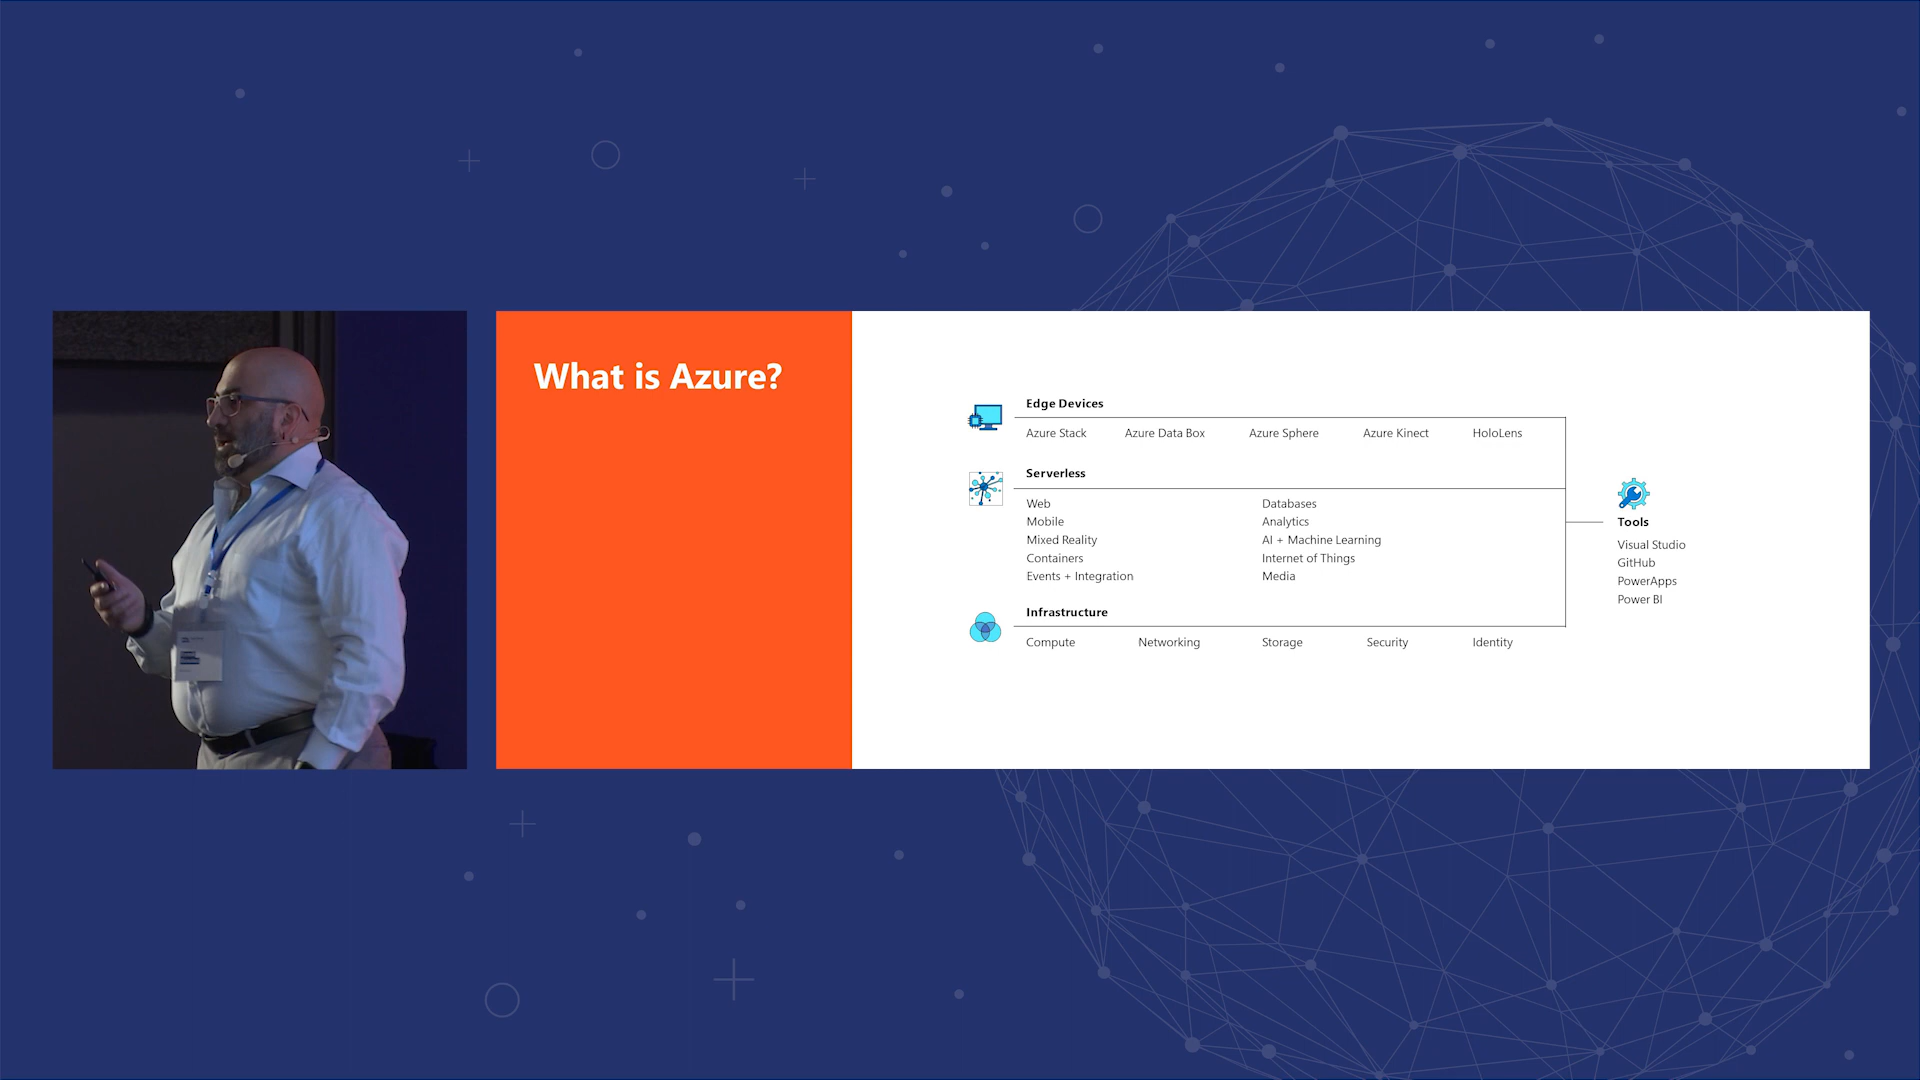 What is Azure?
Edge Devices
Azure Stack Azure Data Box Azure Sphere Azure Kinect HoloLens
Serverless
Web
Mobile
Mixed Reality
Containers
Events + Integration
Databases
Analytics
AI + Machine Learning
Internet of Things
Media
Infrastructure
Compute Networking Storage Security Identity
Tools
Visual Studio
GitHub
PowerApps
Power BI